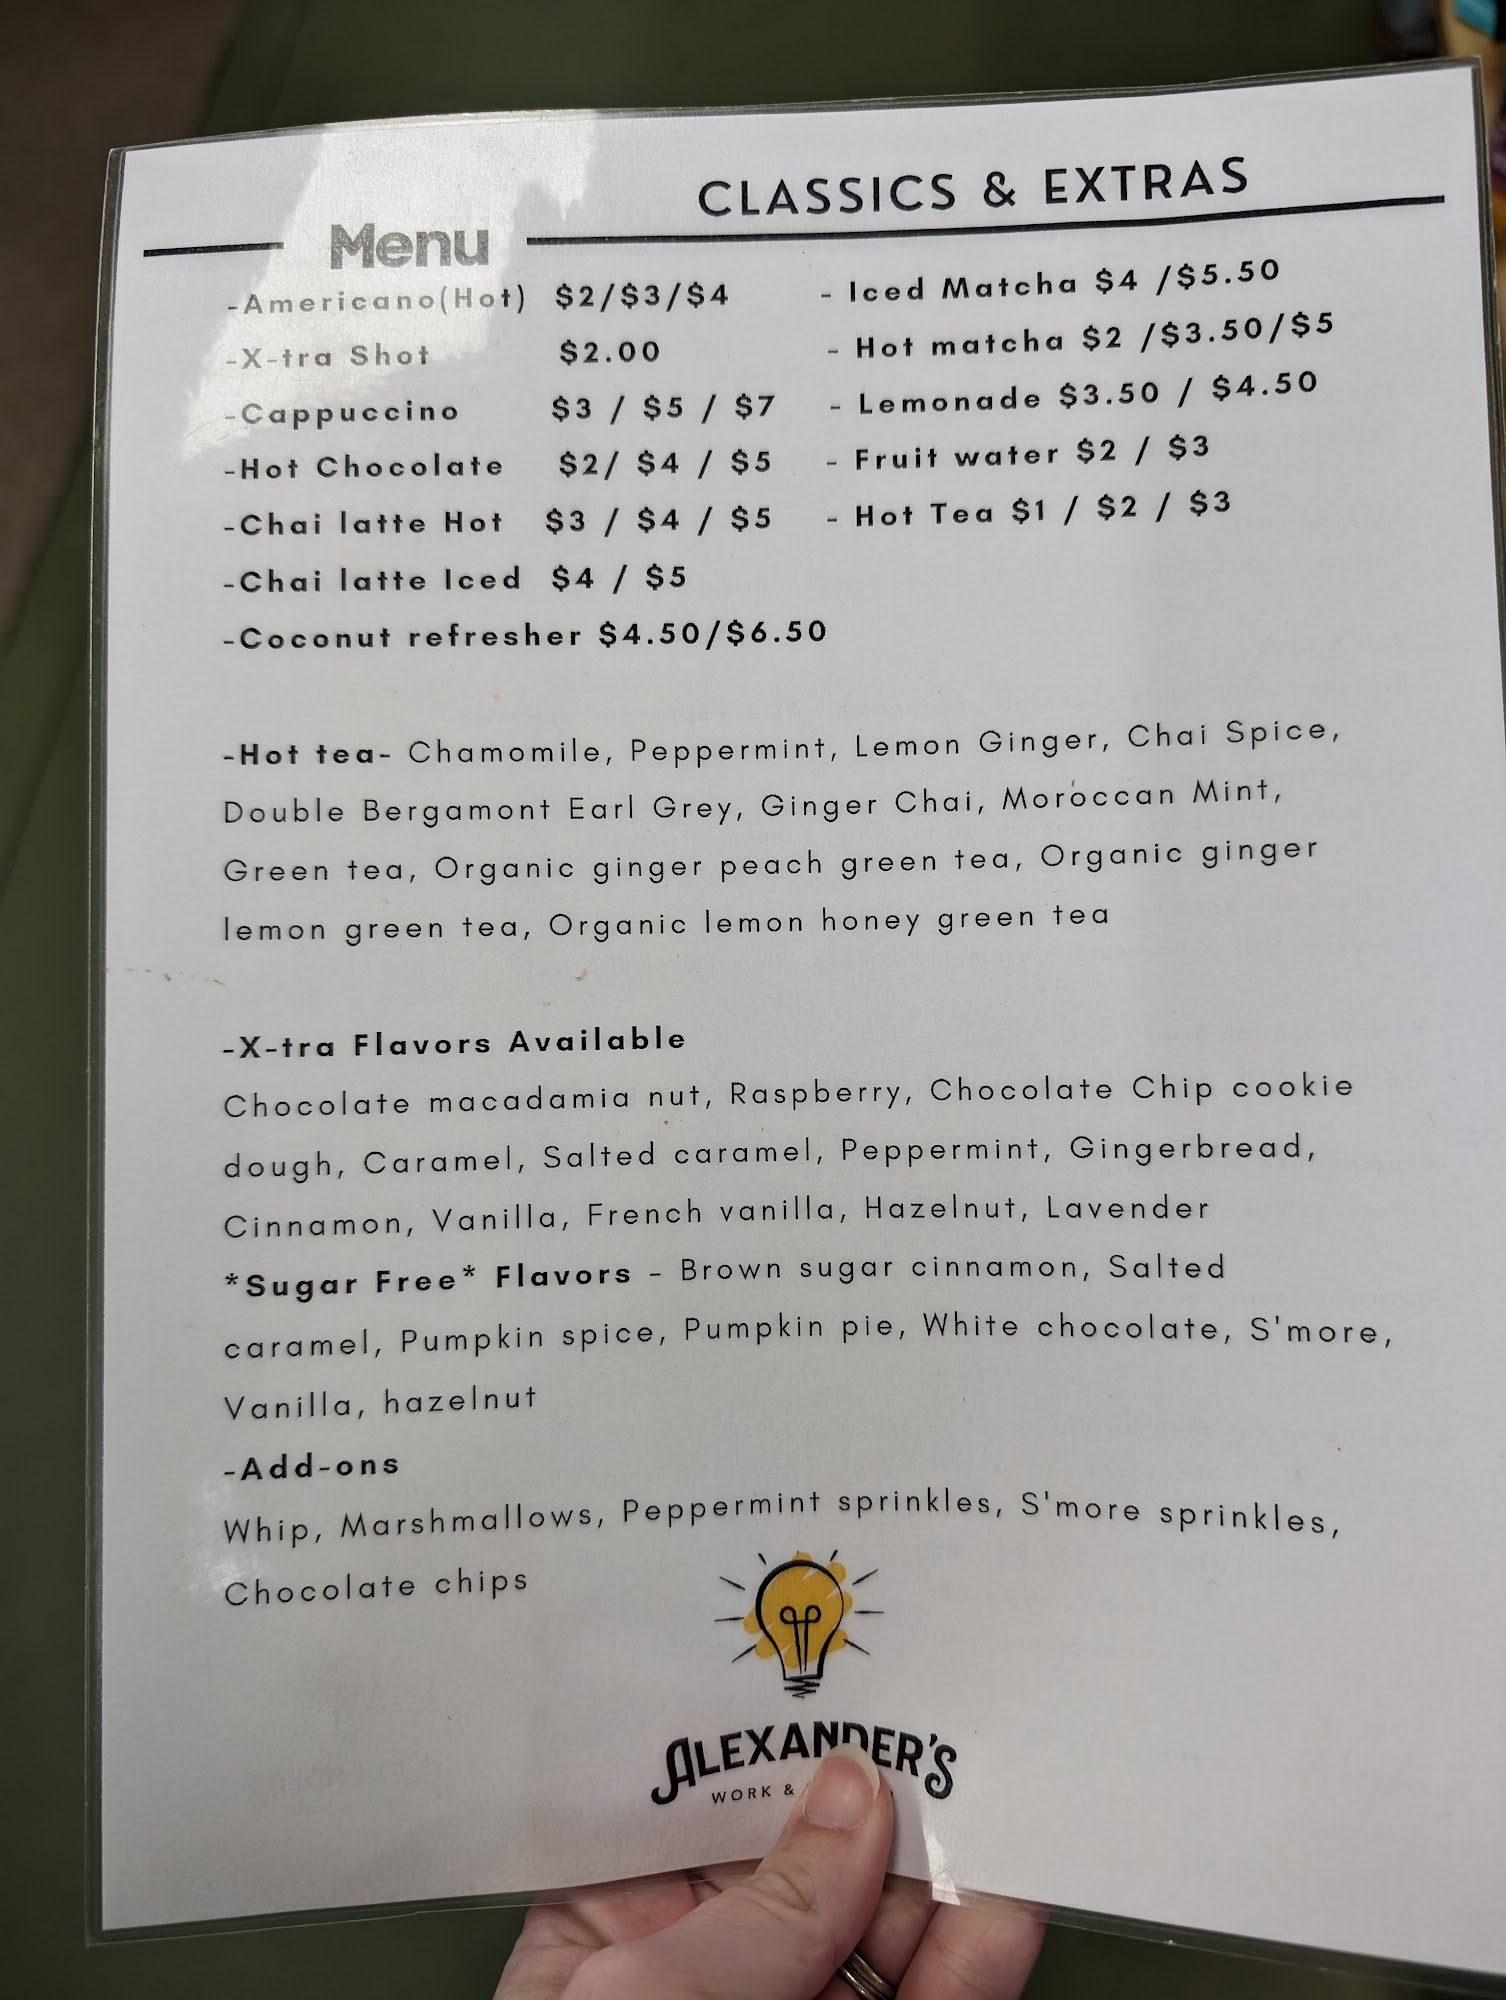 CLASSICS & EXTRAS
Menu
-Americano(Hot) $2/$3/$4
-X-tra Shot $2.00
-Cappuccino $3 / $5 / $7
-Hot Chocolate $2/ $4 / $5
-Chai latte Hot $3 / $4 / $5
-Chai latte Iced $4 / $5
-Coconut refresher $4.50/$6.50
- Iced Matcha $4 /$5.50
- Hot matcha $2 /$3.50/$5
- Lemonade $3.50 / $4.50
- Fruit water $2 / $3
- Hot Tea $1 / $2 / $3
-Hot tea- Chamomile, Peppermint, Lemon Ginger, Chai Spice,
Double Bergamont Earl Grey, Ginger Chai, Moroccan Mint,
Green tea, Organic ginger peach green tea, Organic ginger
lemon green tea, Organic lemon honey green tea
-X-tra Flavors Available
Chocolate macadamia nut, Raspberry, Chocolate Chip cookie
dough, Caramel, Salted caramel, Peppermint, Gingerbread,
Cinnamon, Vanilla, French vanilla, Hazelnut, Lavender
*Sugar Free* Flavors - Brown sugar cinnamon, Salted
caramel, Pumpkin spice, Pumpkin pie, White chocolate, S'more,
Vanilla, hazelnut
-Add-ons
Whip, Marshmallows, Peppermint sprinkles, S'more sprinkles,
Chocolate chips
ALEXANDER'S
WORK &